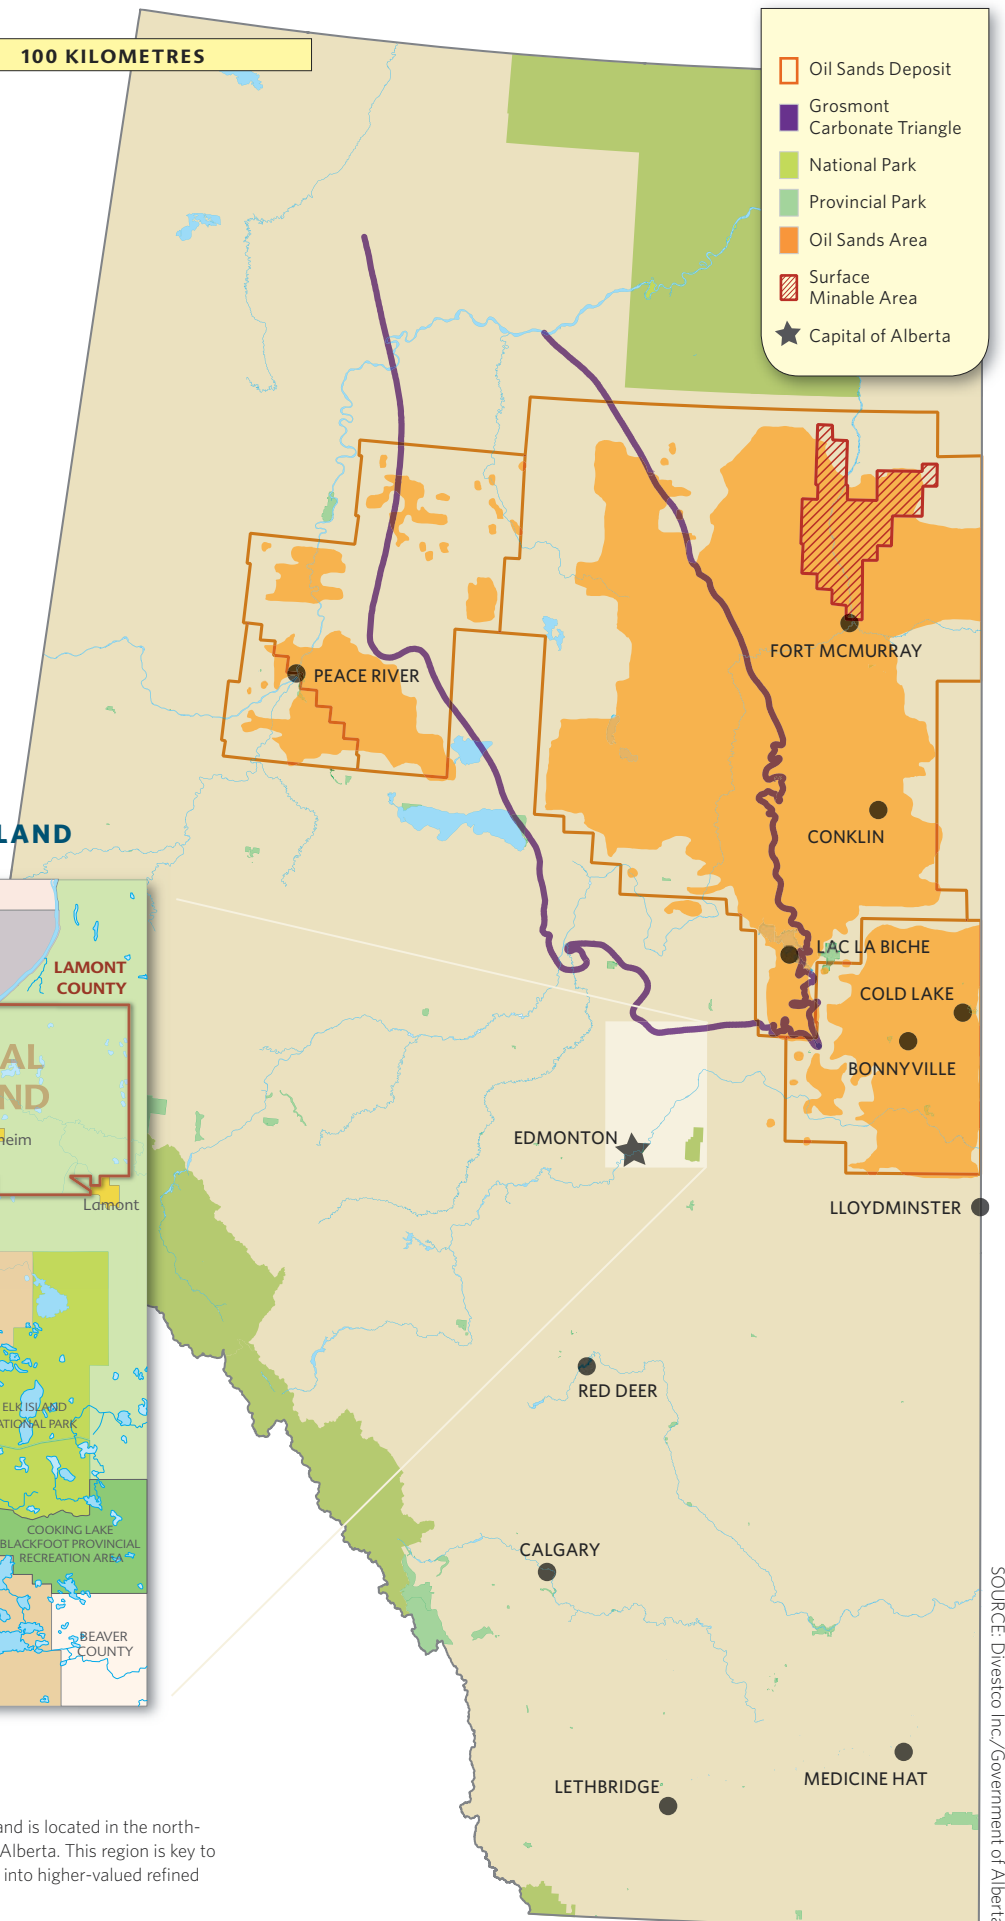 100 KILOMETRES
Oil Sands Deposit
Grosmont
Carbonate Triangle
National Park
Provincial Park
Oil Sands Area
Surface
Minable Area
Capital of Alberta
FORT MCMURRAY
PEACE RIVER
CONKLIN
LAND
LAC LA BICHE
LAMONT
COUNTY
COLD LAKE
AL
BONNYVILLE
ND
EDMONTON
heim
Lamont
LLOYDMINSTER
RED DEER
ELK ISLAND
ATIONAL PARK
COOKING LAKE
BLACKFOOT PROVINCIAL
RECREATION AREA
CALGARY
BEAVER
COUNTY
MEDICINE HAT
LETHBRIDGE
and is located in the north-
Alberta. This region is key to
into higher-valued refined
SOURCE: Divestco Inc./Government of Alberta